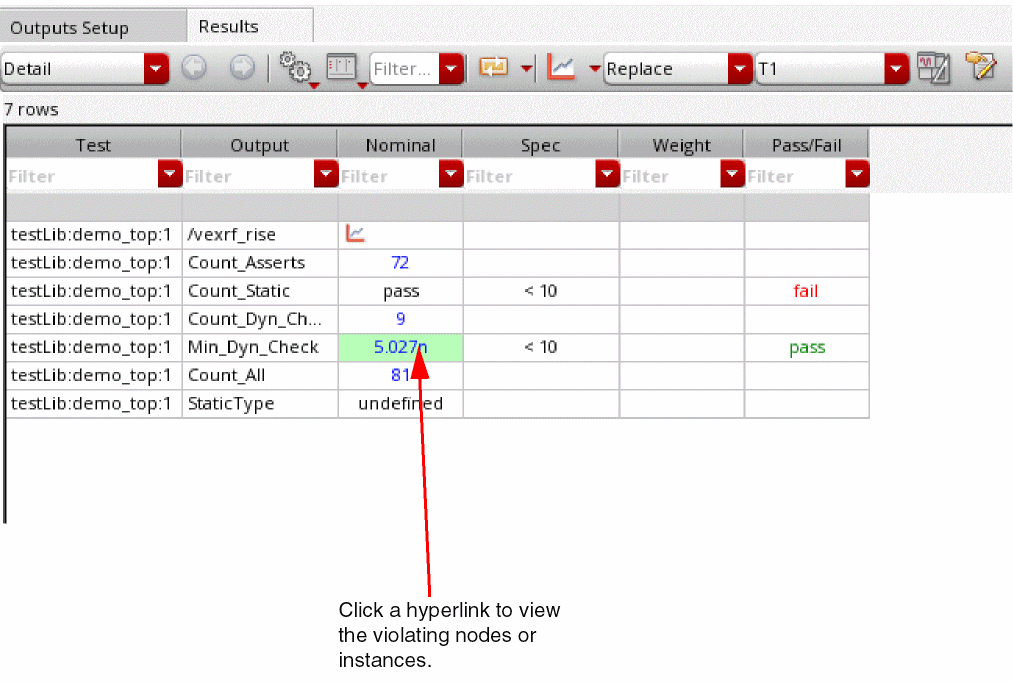 Outputs Setup Results
Detail Filter... Replace T1
7 rows
Test Output Nominal Spec Weight Pass/Fail
Filter Filter Filter Filter Filter Filter
testLib:demo_top:1 /vexrf_rise
testLib:demo_top:1 Count_Asserts 72
testLib:demo_top:1 Count_Static pass < 10 fail
testLib:demo_top:1 Count_Dyn_Ch... 9
testLib:demo_top:1 Min_Dyn_Check 5.027n < 10 pass
testLib:demo_top:1 Count_All 81
testLib:demo_top:1 StaticType undefined
Click a hyperlink to view
the violating nodes or
instances.